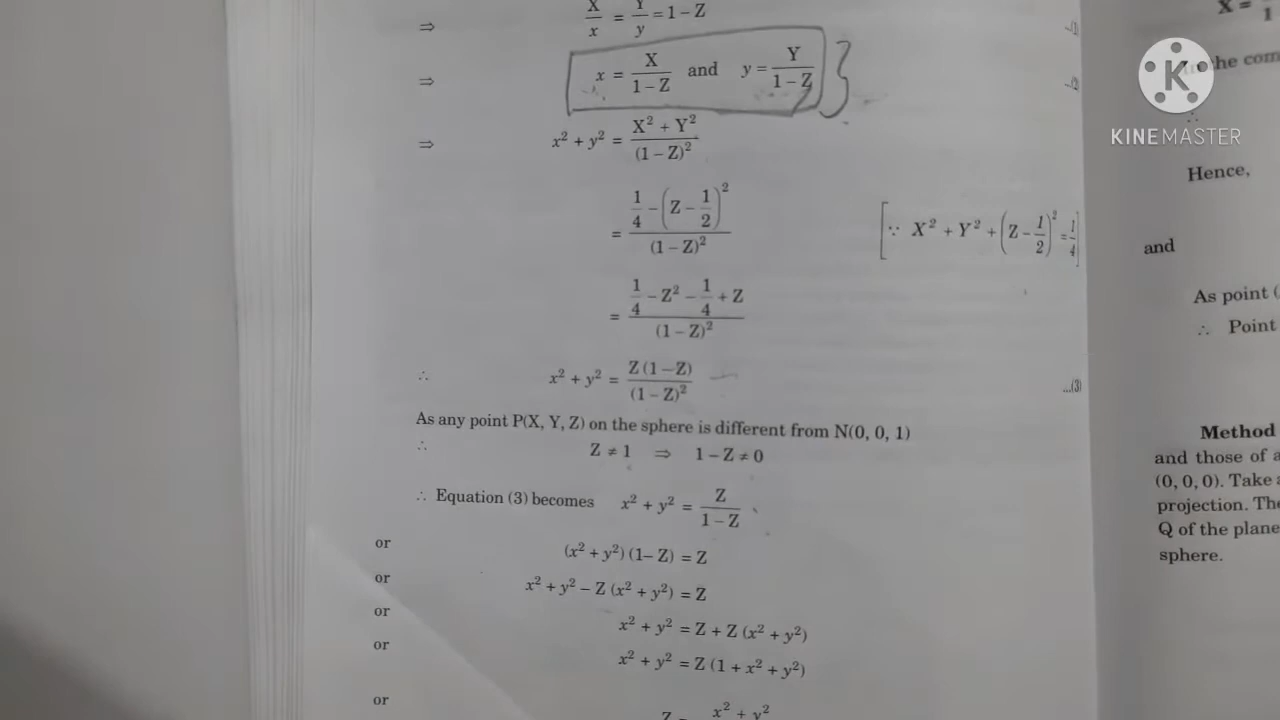 ⇒ X/x = Y/y = 1 – Z ...(1)
⇒ x = X/(1 – Z) and y = Y/(1 – Z) ...(2)
⇒ x² + y² = (X² + Y²)/(1 – Z)²
= (1/4 – (Z – 1/2)²)/(1 – Z)² [∵ X² + Y² + (Z – 1/2)² = 1/4]
= (1/4 – Z² – 1/4 + Z)/(1 – Z)²
∴ x² + y² = Z (1 – Z)/(1 – Z)² ...(3)
As any point P(X, Y, Z) on the sphere is different from N(0, 0, 1)
∴ Z ≠ 1 ⇒ 1 – Z ≠ 0
∴ Equation (3) becomes x² + y² = Z/(1 – Z)
or (x² + y²) (1– Z) = Z
or x² + y² – Z (x² + y²) = Z
or x² + y² = Z + Z (x² + y²)
or x² + y² = Z (1 + x² + y²)
or Z = x² + y²
X = 1
the com
∴
Hence,
and
As point (
∴ Point
Method
and those of a
(0, 0, 0). Take a
projection. The
Q of the plane
sphere.
KINEMASTER